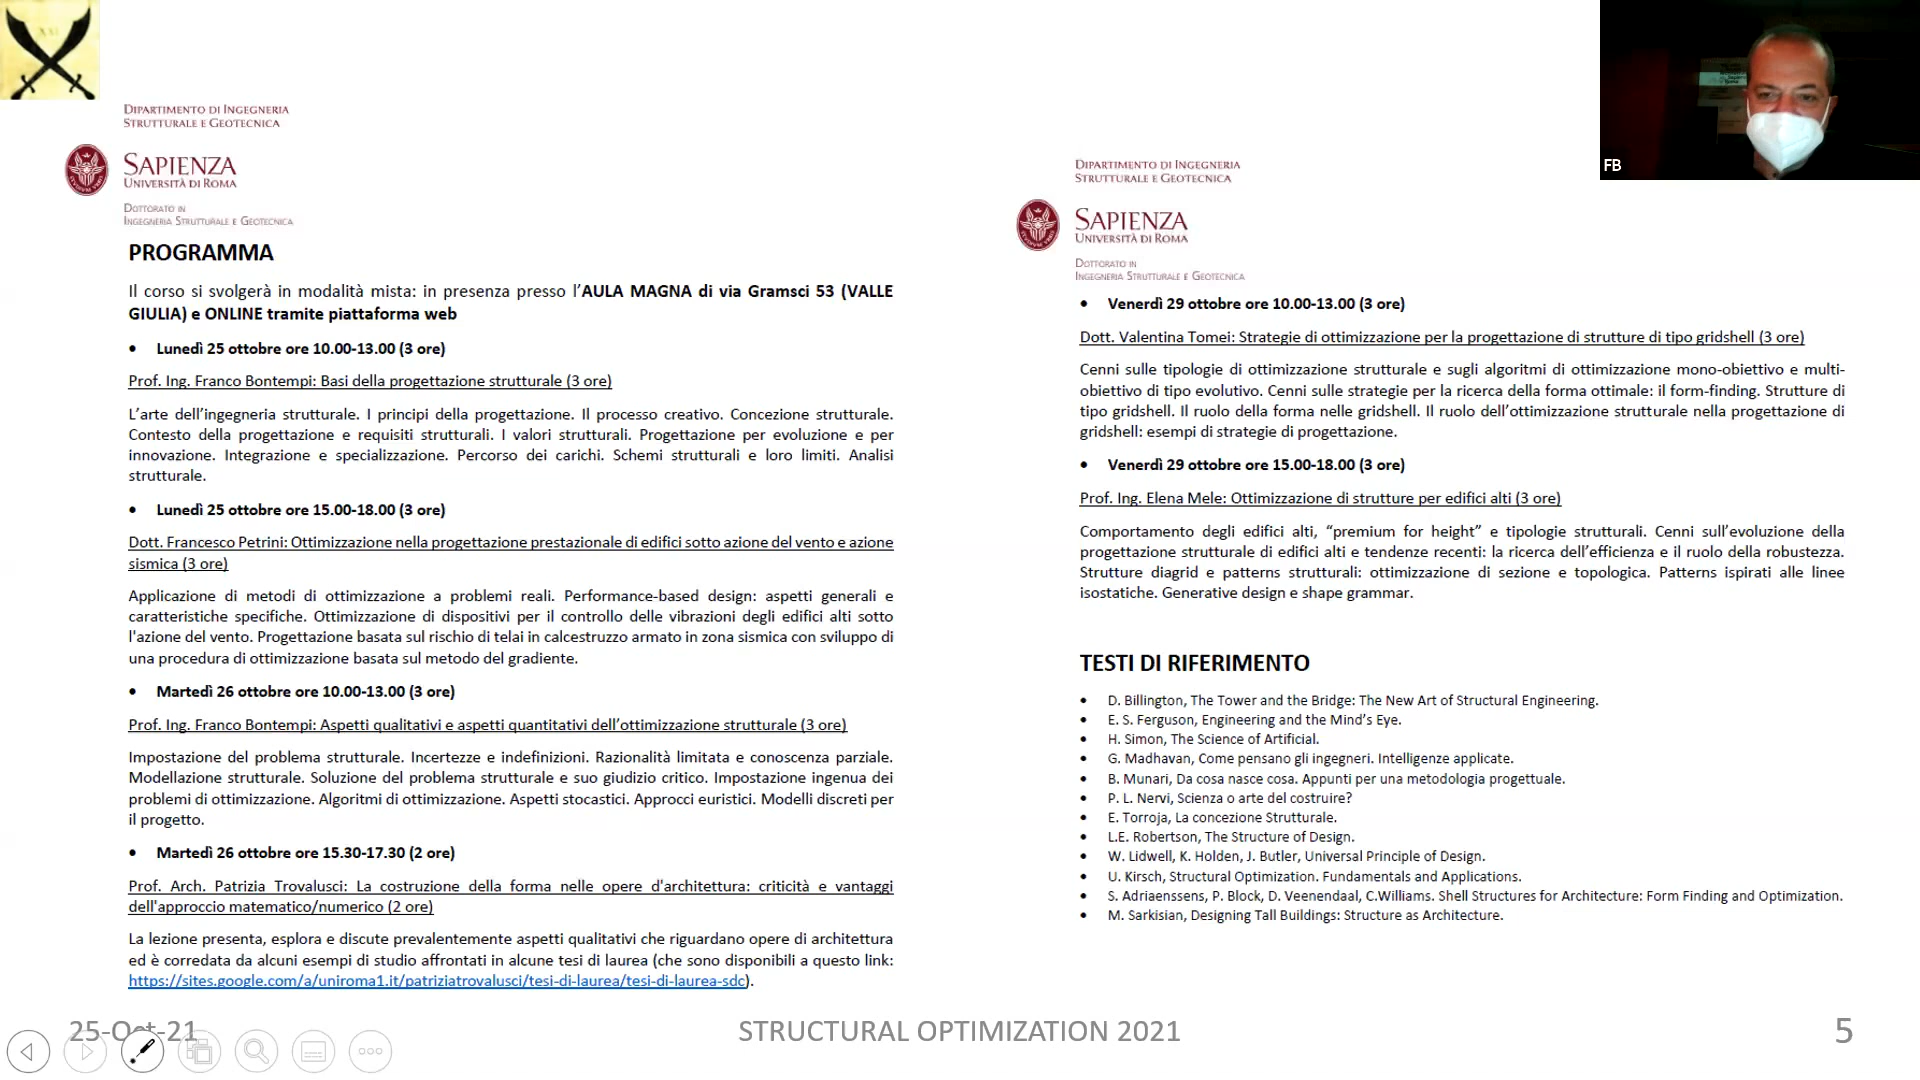 XVI
DIPARTIMENTO DI INGEGNERIA
STRUTTURALE E GEOTECNICA
SAPIENZA
UNIVERSITÀ DI ROMA
DOTTORATO IN
INGEGNERIA STRUTTURALE E GEOTECNICA
PROGRAMMA
Il corso si svolgerà in modalità mista: in presenza presso l’AULA MAGNA di via Gramsci 53 (VALLE
GIULIA) e ONLINE tramite piattaforma web
• Lunedì 25 ottobre ore 10.00-13.00 (3 ore)
Prof. Ing. Franco Bontempi: Basi della progettazione strutturale (3 ore)
L’arte dell’ingegneria strutturale. I principi della progettazione. Il processo creativo. Concezione strutturale.
Contesto della progettazione e requisiti strutturali. I valori strutturali. Progettazione per evoluzione e per
innovazione. Integrazione e specializzazione. Percorso dei carichi. Schemi strutturali e loro limiti. Analisi
strutturale.
• Lunedì 25 ottobre ore 15.00-18.00 (3 ore)
Dott. Francesco Petrini: Ottimizzazione nella progettazione prestazionale di edifici sotto azione del vento e azione
sismica (3 ore)
Applicazione di metodi di ottimizzazione a problemi reali. Performance-based design: aspetti generali e
caratteristiche specifiche. Ottimizzazione di dispositivi per il controllo delle vibrazioni degli edifici alti sotto
l'azione del vento. Progettazione basata sul rischio di telai in calcestruzzo armato in zona sismica con sviluppo di
una procedura di ottimizzazione basata sul metodo del gradiente.
• Martedì 26 ottobre ore 10.00-13.00 (3 ore)
Prof. Ing. Franco Bontempi: Aspetti qualitativi e aspetti quantitativi dell’ottimizzazione strutturale (3 ore)
Impostazione del problema strutturale. Incertezze e indefinizioni. Razionalità limitata e conoscenza parziale.
Modellazione strutturale. Soluzione del problema strutturale e suo giudizio critico. Impostazione ingenua dei
problemi di ottimizzazione. Algoritmi di ottimizzazione. Aspetti stocastici. Approcci euristici. Modelli discreti per
il progetto.
• Martedì 26 ottobre ore 15.30-17.30 (2 ore)
Prof. Arch. Patrizia Trovalusci: La costruzione della forma nelle opere d'architettura: criticità e vantaggi
dell'approccio matematico/numerico (2 ore)
La lezione presenta, esplora e discute prevalentemente aspetti qualitativi che riguardano opere di architettura
ed è corredata da alcuni esempi di studio affrontati in alcune tesi di laurea (che sono disponibili a questo link:
https://sites.google.com/a/uniroma1.it/patriziatrovalusci/tesi-di-laurea/tesi-di-laurea-sdc).
DIPARTIMENTO DI INGEGNERIA
STRUTTURALE E GEOTECNICA
SAPIENZA
UNIVERSITÀ DI ROMA
DOTTORATO IN
INGEGNERIA STRUTTURALE E GEOTECNICA
• Venerdì 29 ottobre ore 10.00-13.00 (3 ore)
Dott. Valentina Tomei: Strategie di ottimizzazione per la progettazione di strutture di tipo gridshell (3 ore)
Cenni sulle tipologie di ottimizzazione strutturale e sugli algoritmi di ottimizzazione mono-obiettivo e multi-
obiettivo di tipo evolutivo. Cenni sulle strategie per la ricerca della forma ottimale: il form-finding. Strutture di
tipo gridshell. Il ruolo della forma nelle gridshell. Il ruolo dell’ottimizzazione strutturale nella progettazione di
gridshell: esempi di strategie di progettazione.
• Venerdì 29 ottobre ore 15.00-18.00 (3 ore)
Prof. Ing. Elena Mele: Ottimizzazione di strutture per edifici alti (3 ore)
Comportamento degli edifici alti, “premium for height” e tipologie strutturali. Cenni sull’evoluzione della
progettazione strutturale di edifici alti e tendenze recenti: la ricerca dell’efficienza e il ruolo della robustezza.
Strutture diagrid e patterns strutturali: ottimizzazione di sezione e topologica. Patterns ispirati alle linee
isostatiche. Generative design e shape grammar.
TESTI DI RIFERIMENTO
• D. Billington, The Tower and the Bridge: The New Art of Structural Engineering.
• E. S. Ferguson, Engineering and the Mind’s Eye.
• H. Simon, The Science of Artificial.
• G. Madhavan, Come pensano gli ingegneri. Intelligenze applicate.
• B. Munari, Da cosa nasce cosa. Appunti per una metodologia progettuale.
• P. L. Nervi, Scienza o arte del costruire?
• E. Torroja, La concezione Strutturale.
• L.E. Robertson, The Structure of Design.
• W. Lidwell, K. Holden, J. Butler, Universal Principle of Design.
• U. Kirsch, Structural Optimization. Fundamentals and Applications.
• S. Adriaenssens, P. Block, D. Veenendaal, C.Williams. Shell Structures for Architecture: Form Finding and Optimization.
• M. Sarkisian, Designing Tall Buildings: Structure as Architecture.
FB
25-Oct-21
STRUCTURAL OPTIMIZATION 2021
5